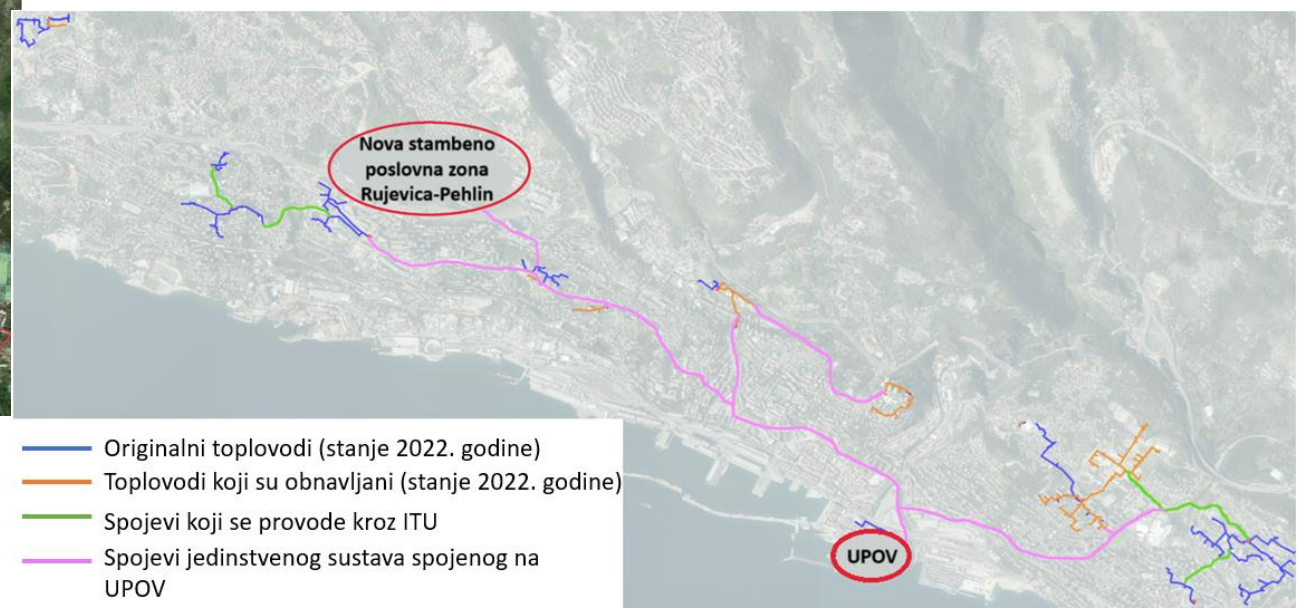 Nova stambeno
poslovna zona
Rujevica-Pehlin
UPOV
Originalni toplovodi (stanje 2022. godine)
Toplovodi koji su obnavljani (stanje 2022. godine)
Spojevi koji se provode kroz ITU
Spojevi jedinstvenog sustava spojenog na
UPOV